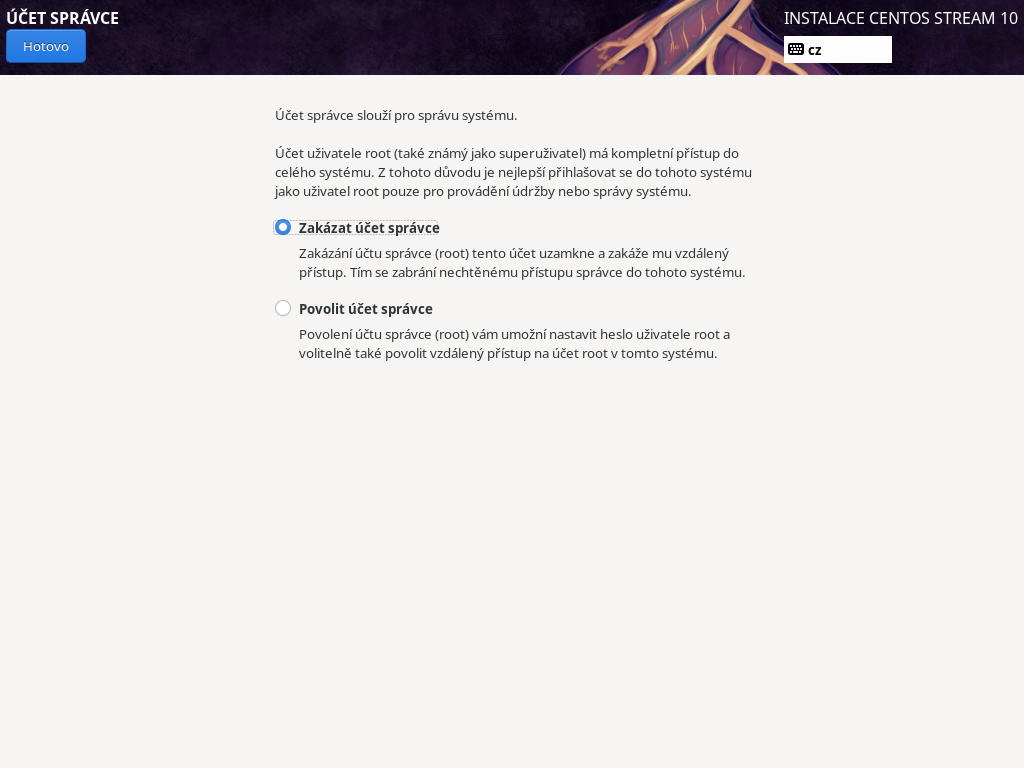 ÚČET SPRÁVCE
INSTALACE CENTOS STREAM 10
Hotovo
cz
Účet správce slouží pro správu systému.
Účet uživatele root (také známý jako superuživatel) má kompletní přístup do
celého systému. Z tohoto důvodu je nejlepší přihlašovat se do tohoto systému
jako uživatel root pouze pro provádění údržby nebo správy systému.
Zakázat účet správce
Zakázání účtu správce (root) tento účet uzamkne a zakáže mu vzdálený
přístup. Tím se zabrání nechtěnému přístupu správce do tohoto systému.
Povolit účet správce
Povolení účtu správce (root) vám umožní nastavit heslo uživatele root a
volitelně také povolit vzdálený přístup na účet root v tomto systému.